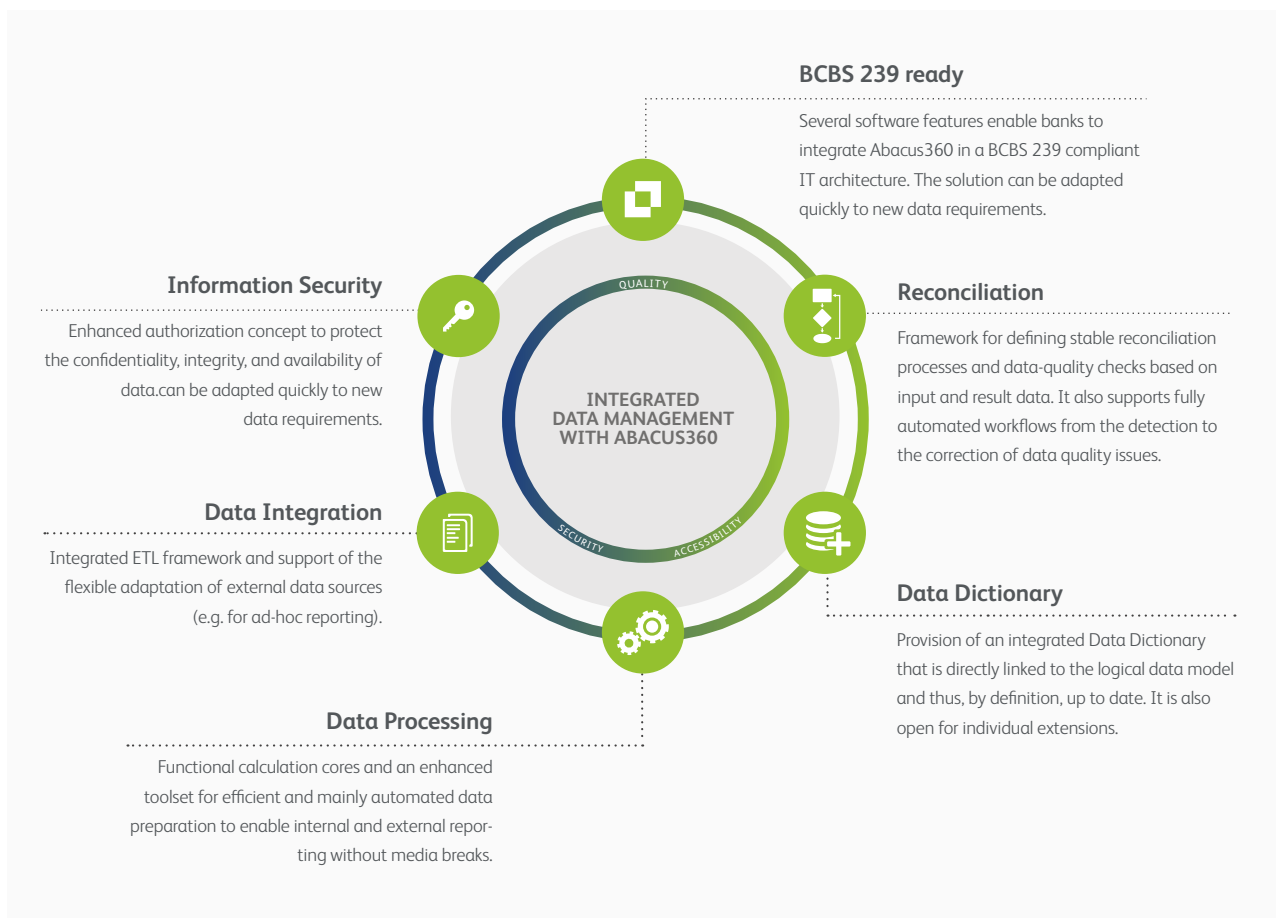 BCBS 239 ready
Several software features enable banks to
integrate Abacus360 in a BCBS 239 compliant
IT architecture. The solution can be adapted
quickly to new data requirements.
Information Security
Enhanced authorization concept to protect
the confidentiality, integrity, and availability of
data.can be adapted quickly to new
data requirements.
Reconciliation
Framework for defining stable reconciliation
processes and data-quality checks based on
input and result data. It also supports fully
automated workflows from the detection to
the correction of data quality issues.
QUALITY
INTEGRATED
DATA MANAGEMENT
WITH ABACUS360
SECURITY
ACCESSIBILITY
Data Integration
Integrated ETL framework and support of the
flexible adaptation of external data sources
(e.g. for ad-hoc reporting).
Data Dictionary
Provision of an integrated Data Dictionary
that is directly linked to the logical data model
and thus, by definition, up to date. It is also
open for individual extensions.
Data Processing
Functional calculation cores and an enhanced
toolset for efficient and mainly automated data
preparation to enable internal and external repor-
ting without media breaks.